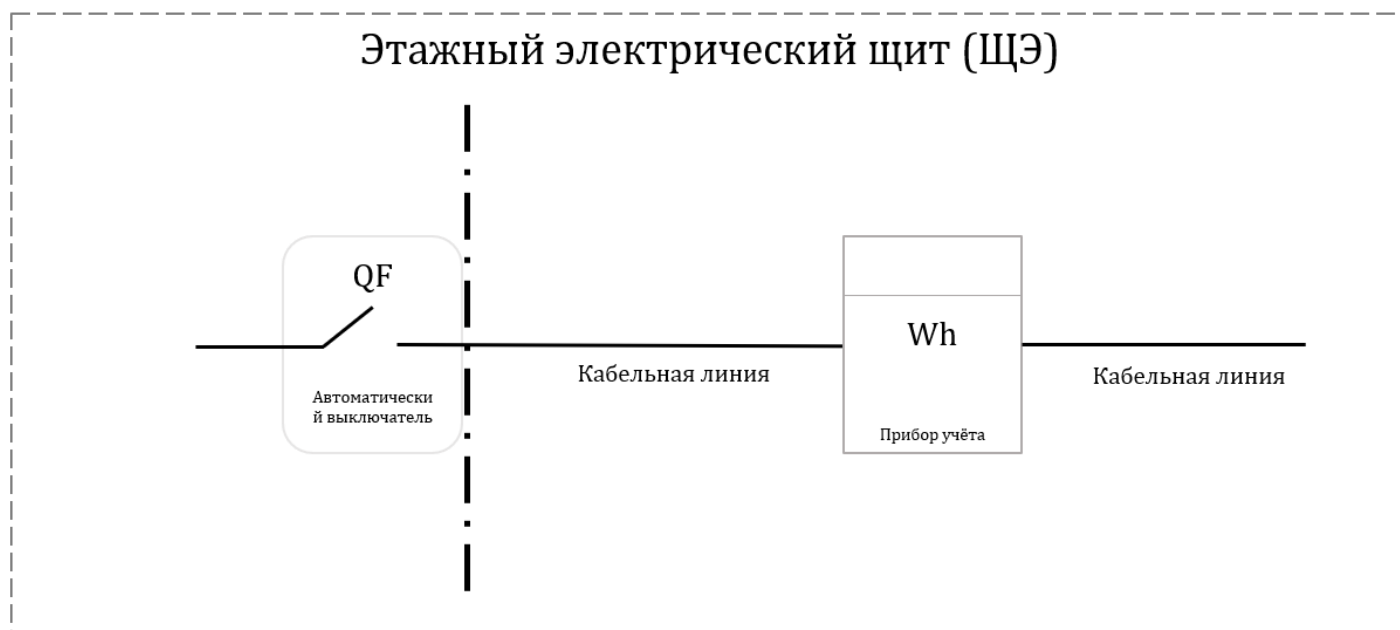 Этажный электрический щит (ЩЭ)
QF
Автоматически
й выключатель
Кабельная линия
Wh
Прибор учёта
Кабельная линия